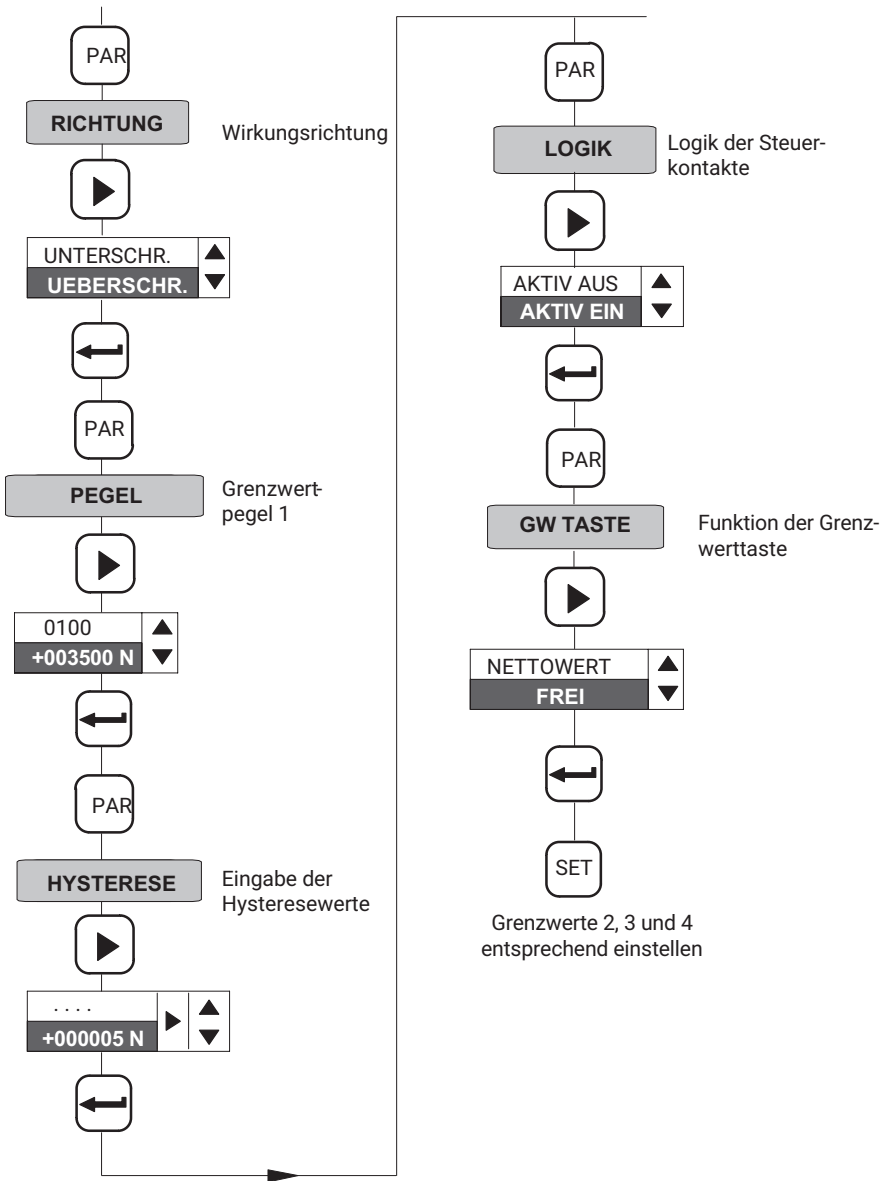 PAR
RICHTUNG
Wirkungsrichtung
UNTERSCHR.
UEBERSCHR.
PAR
PEGEL
Grenzwert-
pegel 1
0100
+003500 N
PAR
HYSTERESE
Eingabe der
Hysteresewerte
. . . .
+000005 N
PAR
LOGIK
Logik der Steuer-
kontakte
AKTIV AUS
AKTIV EIN
PAR
GW TASTE
Funktion der Grenz-
werttaste
NETTOWERT
FREI
SET
Grenzwerte 2, 3 und 4
entsprechend einstellen